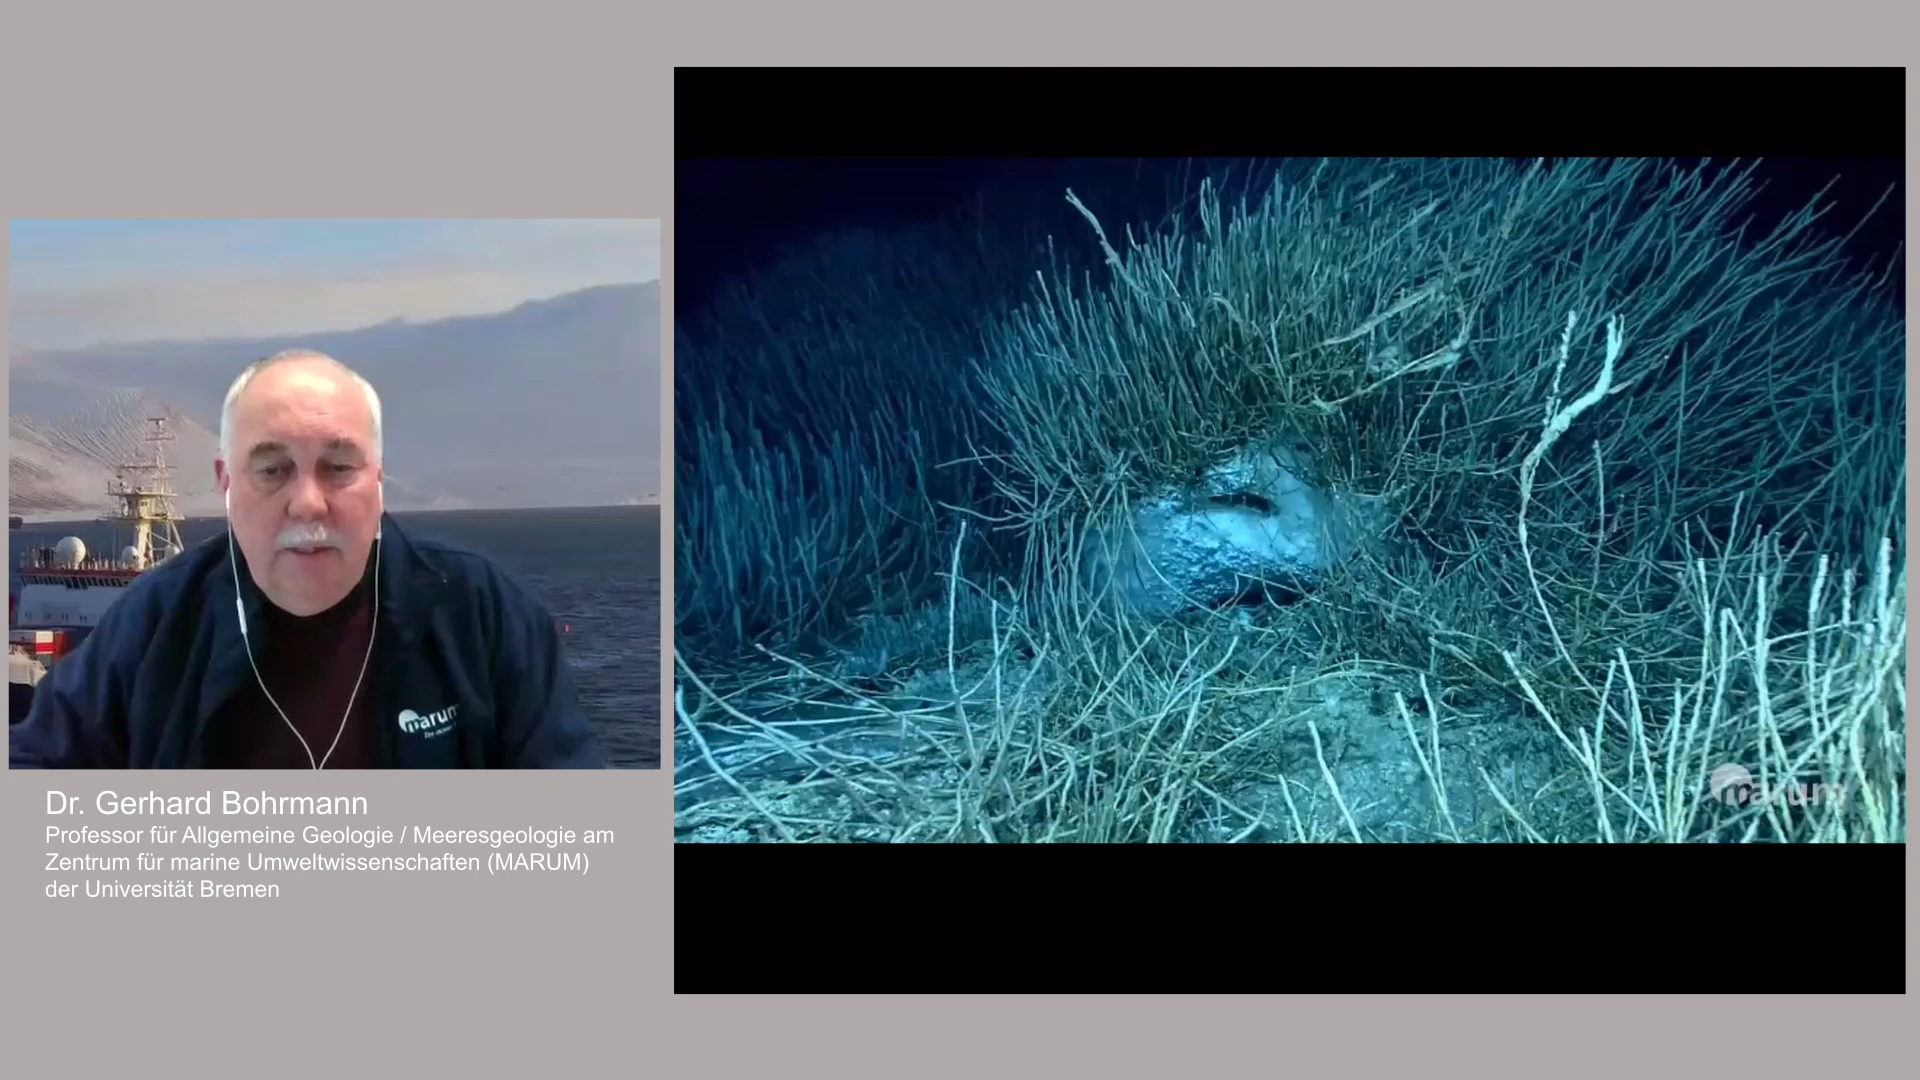 marum
Dr. Gerhard Bohrmann
Professor für Allgemeine Geologie / Meeresgeologie am
Zentrum für marine Umweltwissenschaften (MARUM)
der Universität Bremen
marum